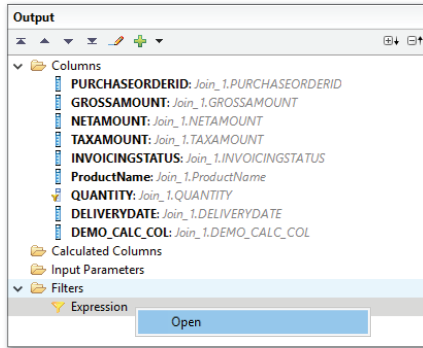 Output
Columns
PURCHASEORDERID: Join_1.PURCHASEORDERID
GROSSAMOUNT: Join_1.GROSSAMOUNT
NETAMOUNT: Join_1.NETAMOUNT
TAXAMOUNT: Join_1.TAXAMOUNT
INVOICINGSTATUS: Join_1.INVOICINGSTATUS
ProductName: Join_1.ProductName
QUANTITY: Join_1.QUANTITY
DELIVERYDATE: Join_1.DELIVERYDATE
DEMO_CALC_COL: Join_1.DEMO_CALC_COL
Calculated Columns
Input Parameters
Filters
Expression
Open